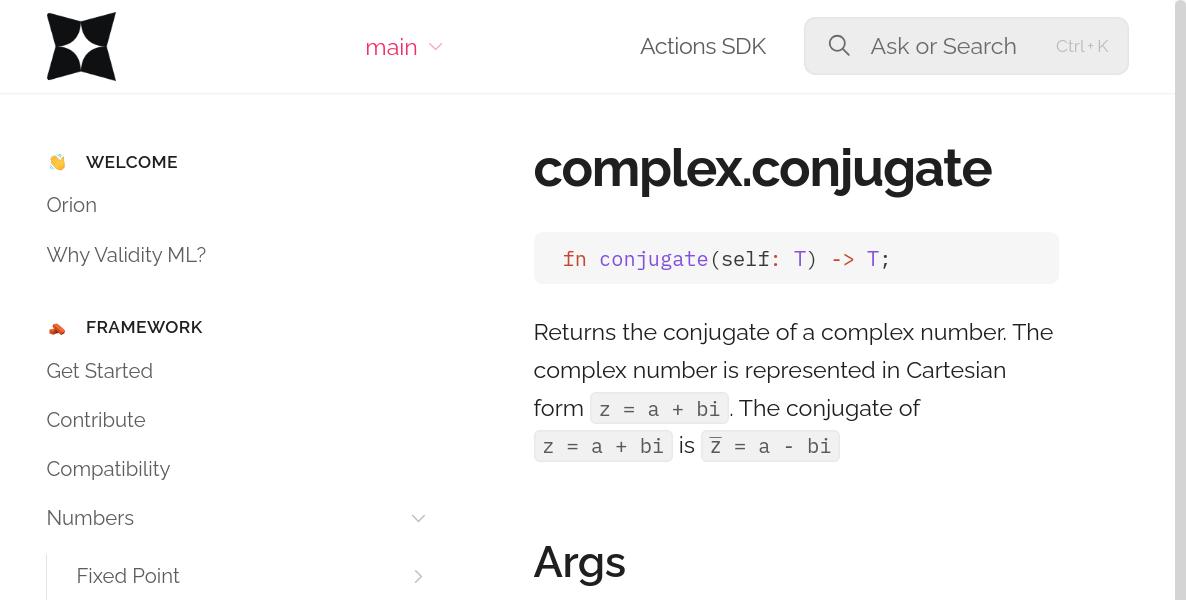 main
Actions SDK
Ask or Search
Ctrl + K
WELCOME
Orion
Why Validity ML?
FRAMEWORK
Get Started
Contribute
Compatibility
Numbers
Fixed Point
complex.conjugate
fn conjugate(self: T) -> T;
Returns the conjugate of a complex number. The
complex number is represented in Cartesian
form z = a + bi. The conjugate of
z = a + bi is z̅ = a - bi
Args